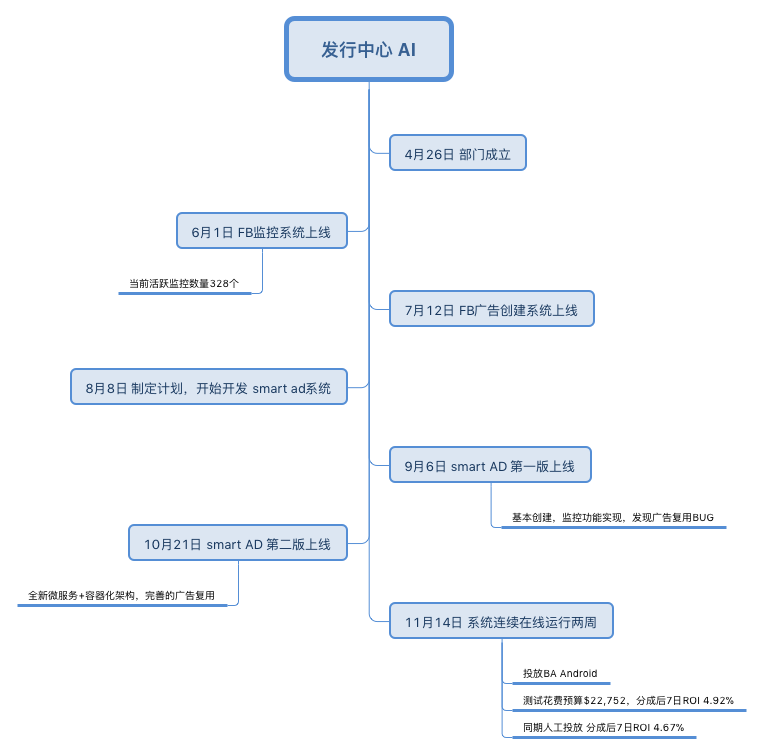 发行中心 AI
4月26日 部门成立
6月1日 FB监控系统上线
当前活跃监控数量328个
7月12日 FB广告创建系统上线
8月8日 制定计划，开始开发 smart ad系统
9月6日 smart AD 第一版上线
基本创建，监控功能实现，发现广告复用BUG
10月21日 smart AD 第二版上线
全新微服务+容器化架构，完善的广告复用
11月14日 系统连续在线运行两周
投放BA Android
测试花费预算$22,752，分成后7日ROI 4.92%
同期人工投放 分成后7日ROI 4.67%